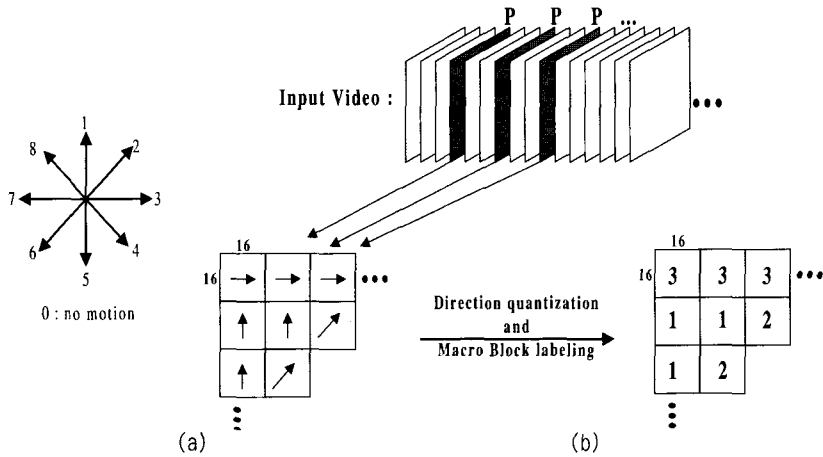 P P P ...
Input Video :
1
8 2
7 3
6 4
5
0 : no motion
16
16
Direction quantization
and
Macro Block labeling
16
16 3 3 3
1 1 2
1 2
(a) (b)